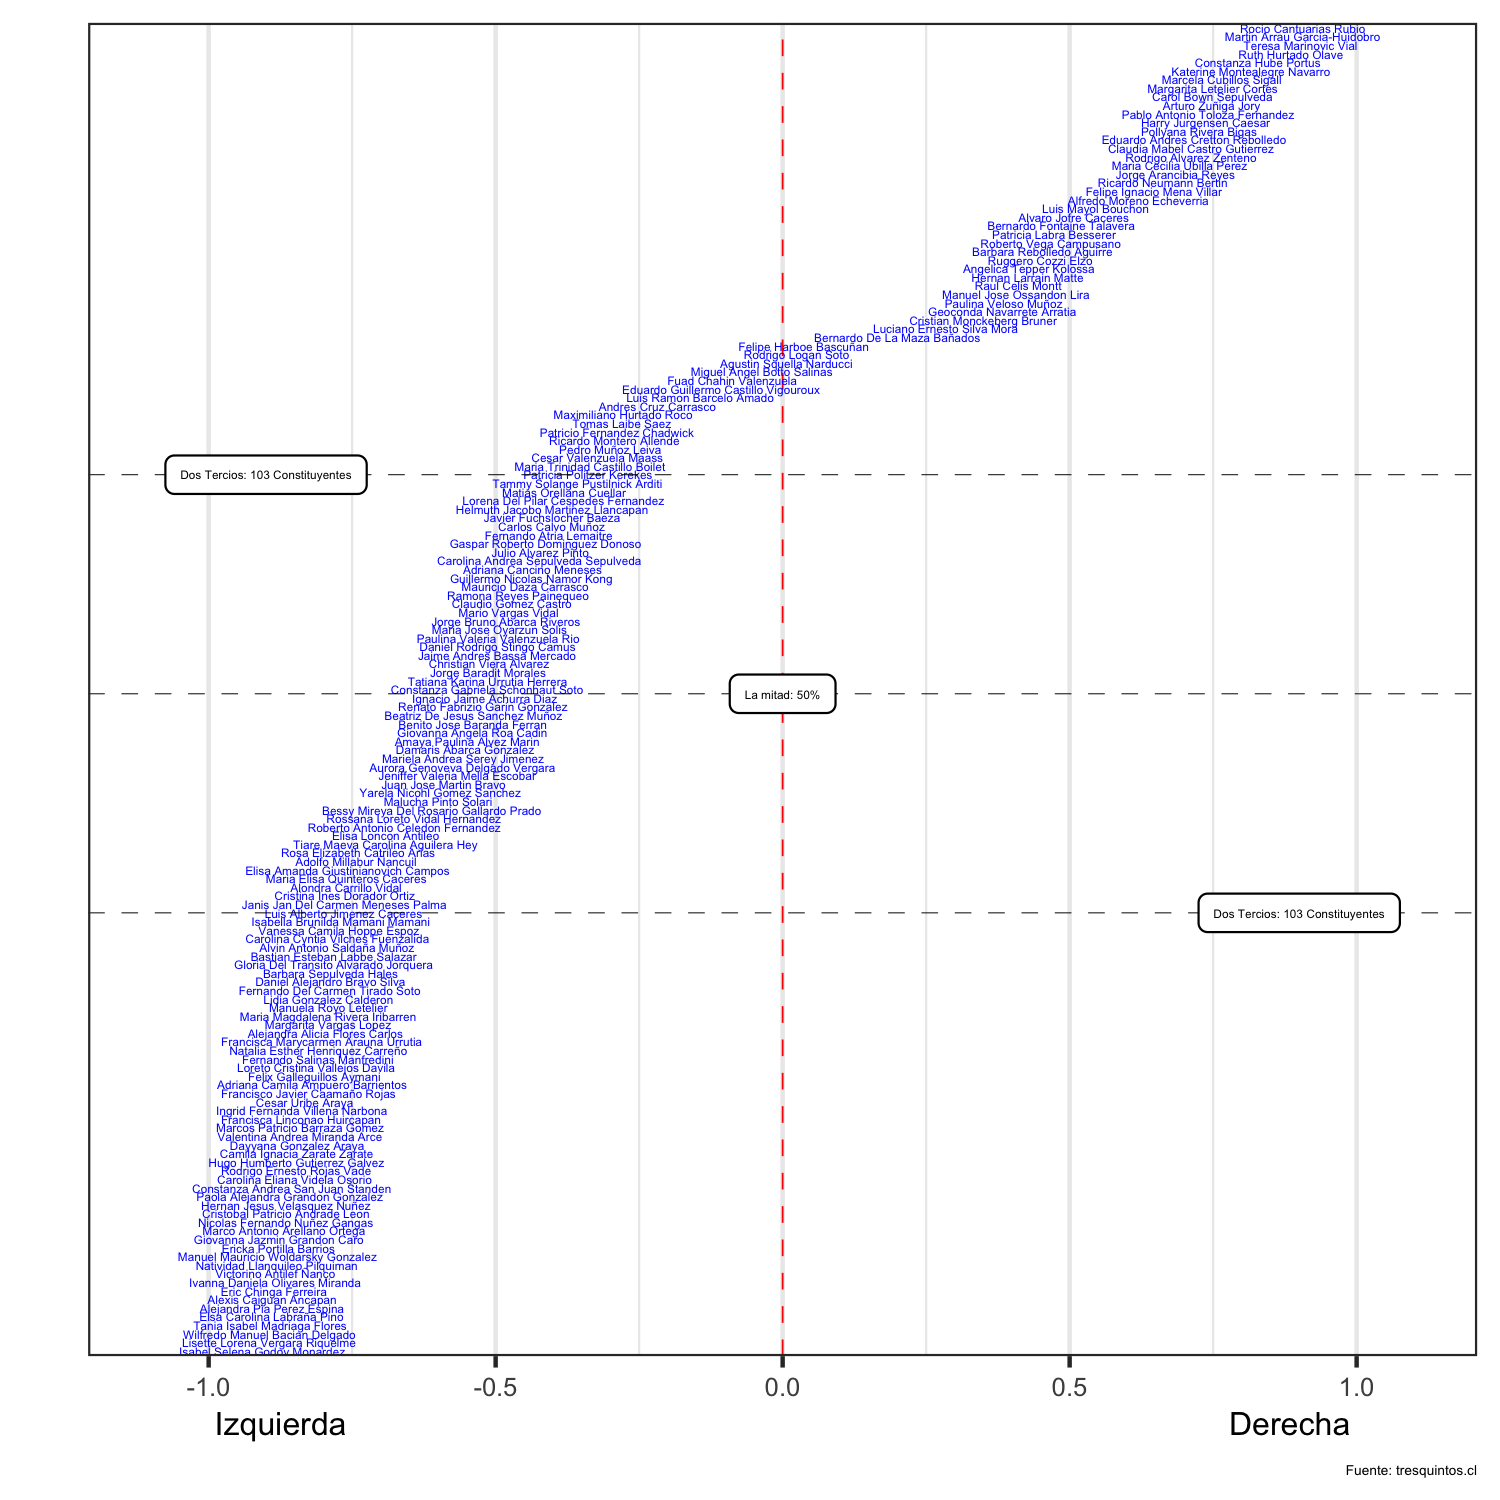 Rocio Cantuarias Rubio
Martin Arrau Garcia-Huidobro
Teresa Marinovic Vial
Ruth Hurtado Olave
Constanza Hube Portus
Katerine Montealegre Navarro
Marcela Cubillos Sigall
Margarita Letelier Cortes
Carol Bown Sepulveda
Arturo Zuñiga Jory
Pablo Antonio Toloza Fernandez
Harry Jurgensen Caesar
Pollyana Rivera Bigas
Eduardo Andres Cretton Rebolledo
Claudia Mabel Castro Gutierrez
Rodrigo Alvarez Zenteno
Maria Cecilia Ubilla Perez
Jorge Arancibia Reyes
Ricardo Neumann Bertin
Felipe Ignacio Mena Villar
Alfredo Moreno Echeverria
Luis Mayol Bouchon
Alvaro Jofre Caceres
Bernardo Fontaine Talavera
Patricia Labra Besserer
Roberto Vega Campusano
Barbara Rebolledo Aguirre
Ruggero Cozzi Elzo
Angelica Tepper Kolossa
Hernan Larrain Matte
Raul Celis Montt
Manuel Jose Ossandon Lira
Paulina Veloso Muñoz
Geoconda Navarrete Arratia
Cristian Monckeberg Bruner
Luciano Ernesto Silva Mora
Bernardo De La Maza Bañados
Felipe Harboe Bascuñan
Rodrigo Logan Soto
Agustin Squella Narducci
Miguel Angel Botto Salinas
Fuad Chahin Valenzuela
Eduardo Guillermo Castillo Vigouroux
Luis Ramon Barcelo Amado
Andres Cruz Carrasco
Maximiliano Hurtado Roco
Tomas Laibe Saez
Patricio Fernandez Chadwick
Ricardo Montero Allende
Pedro Muñoz Leiva
Cesar Valenzuela Maass
Maria Trinidad Castillo Boilet
Patricia Politzer Kerekes
Dos Tercios: 103 Constituyentes
Tammy Solange Pustilnick Arditi
Matias Orellana Cuellar
Lorena Del Pilar Cespedes Fernandez
Helmuth Jacobo Martinez Llancapan
Javier Fuchslocher Baeza
Carlos Calvo Muñoz
Fernando Atria Lemaitre
Gaspar Roberto Dominguez Donoso
Julio Alvarez Pinto
Carolina Andrea Sepulveda Sepulveda
Adriana Cancino Meneses
Guillermo Nicolas Namor Kong
Mauricio Daza Carrasco
Ramona Reyes Painequeo
Claudio Gomez Castro
Mario Vargas Vidal
Jorge Bruno Abarca Riveros
Maria Jose Oyarzun Solis
Paulina Valeria Valenzuela Rio
Daniel Rodrigo Stingo Camus
Jaime Andres Bassa Mercado
Christian Viera Alvarez
Jorge Baradit Morales
Tatiana Karina Urrutia Herrera
Constanza Gabriela Schonhaut Soto
La mitad: 50%
Ignacio Jaime Achurra Diaz
Renato Fabrizio Garin Gonzalez
Beatriz De Jesus Sanchez Muñoz
Benito Jose Baranda Ferran
Giovanna Angela Roa Cadin
Amaya Paulina Alvez Marin
Damaris Abarca Gonzalez
Mariela Andrea Serey Jimenez
Aurora Genoveva Delgado Vergara
Jeniffer Valeria Mella Escobar
Juan Jose Martin Bravo
Yarela Nicohl Gomez Sanchez
Malucha Pinto Solari
Bessy Mireya Del Rosario Gallardo Prado
Rossana Loreto Vidal Hernandez
Roberto Antonio Celedon Fernandez
Elisa Loncon Antileo
Tiare Maeva Carolina Aguilera Hey
Rosa Elizabeth Catrileo Arias
Adolfo Millabur Nancuil
Elisa Amanda Giustinianovich Campos
Maria Elisa Quinteros Caceres
Alondra Carrillo Vidal
Cristina Ines Dorador Ortiz
Janis Jan Del Carmen Meneses Palma
Luis Alberto Jimenez Caceres
Dos Tercios: 103 Constituyentes
Isabella Brunilda Mamani Mamani
Vanessa Camila Hoppe Espoz
Carolina Cyntia Vilches Fuenzalida
Alvin Antonio Saldaña Muñoz
Bastian Esteban Labbe Salazar
Gloria Del Transito Alvarado Jorquera
Barbara Sepulveda Hales
Daniel Alejandro Bravo Silva
Fernando Del Carmen Tirado Soto
Lidia Gonzalez Calderon
Manuela Royo Letelier
Maria Magdalena Rivera Iribarren
Margarita Vargas Lopez
Alejandra Alicia Flores Carlos
Francisca Marycarmen Arauna Urrutia
Natalia Esther Henriquez Carreño
Fernando Salinas Manfredini
Loreto Cristina Vallejos Davila
Felix Galleguillos Aymani
Adriana Camila Ampuero Barrientos
Francisco Javier Caamaño Rojas
Cesar Uribe Araya
Ingrid Fernanda Villena Narbona
Francisca Linconao Huircapan
Marcos Patricio Barraza Gomez
Valentina Andrea Miranda Arce
Dayyana Gonzalez Araya
Camila Ignacia Zarate Zarate
Hugo Humberto Gutierrez Galvez
Rodrigo Ernesto Rojas Vade
Carolina Eliana Videla Osorio
Constanza Andrea San Juan Standen
Paola Alejandra Grandon Gonzalez
Hernan Jesus Velasquez Nuñez
Cristobal Patricio Andrade Leon
Nicolas Fernando Nuñez Gangas
Marco Antonio Arellano Ortega
Giovanna Jazmin Grandon Caro
Ericka Portilla Barrios
Manuel Mauricio Woldarsky Gonzalez
Natividad Llanquileo Pilquiman
Victorino Antilef Nanco
Ivanna Daniela Olivares Miranda
Eric Chinga Ferreira
Alexis Caiguan Ancapan
Alejandra Pia Perez Espina
Elsa Carolina Labraña Pino
Tania Isabel Madriaga Flores
Wilfredo Manuel Bacian Delgado
Lisette Lorena Vergara Riquelme
Isabel Selena Godoy Monardez
-1.0 -0.5 0.0 0.5 1.0
Izquierda Derecha
Fuente: tresquintos.cl